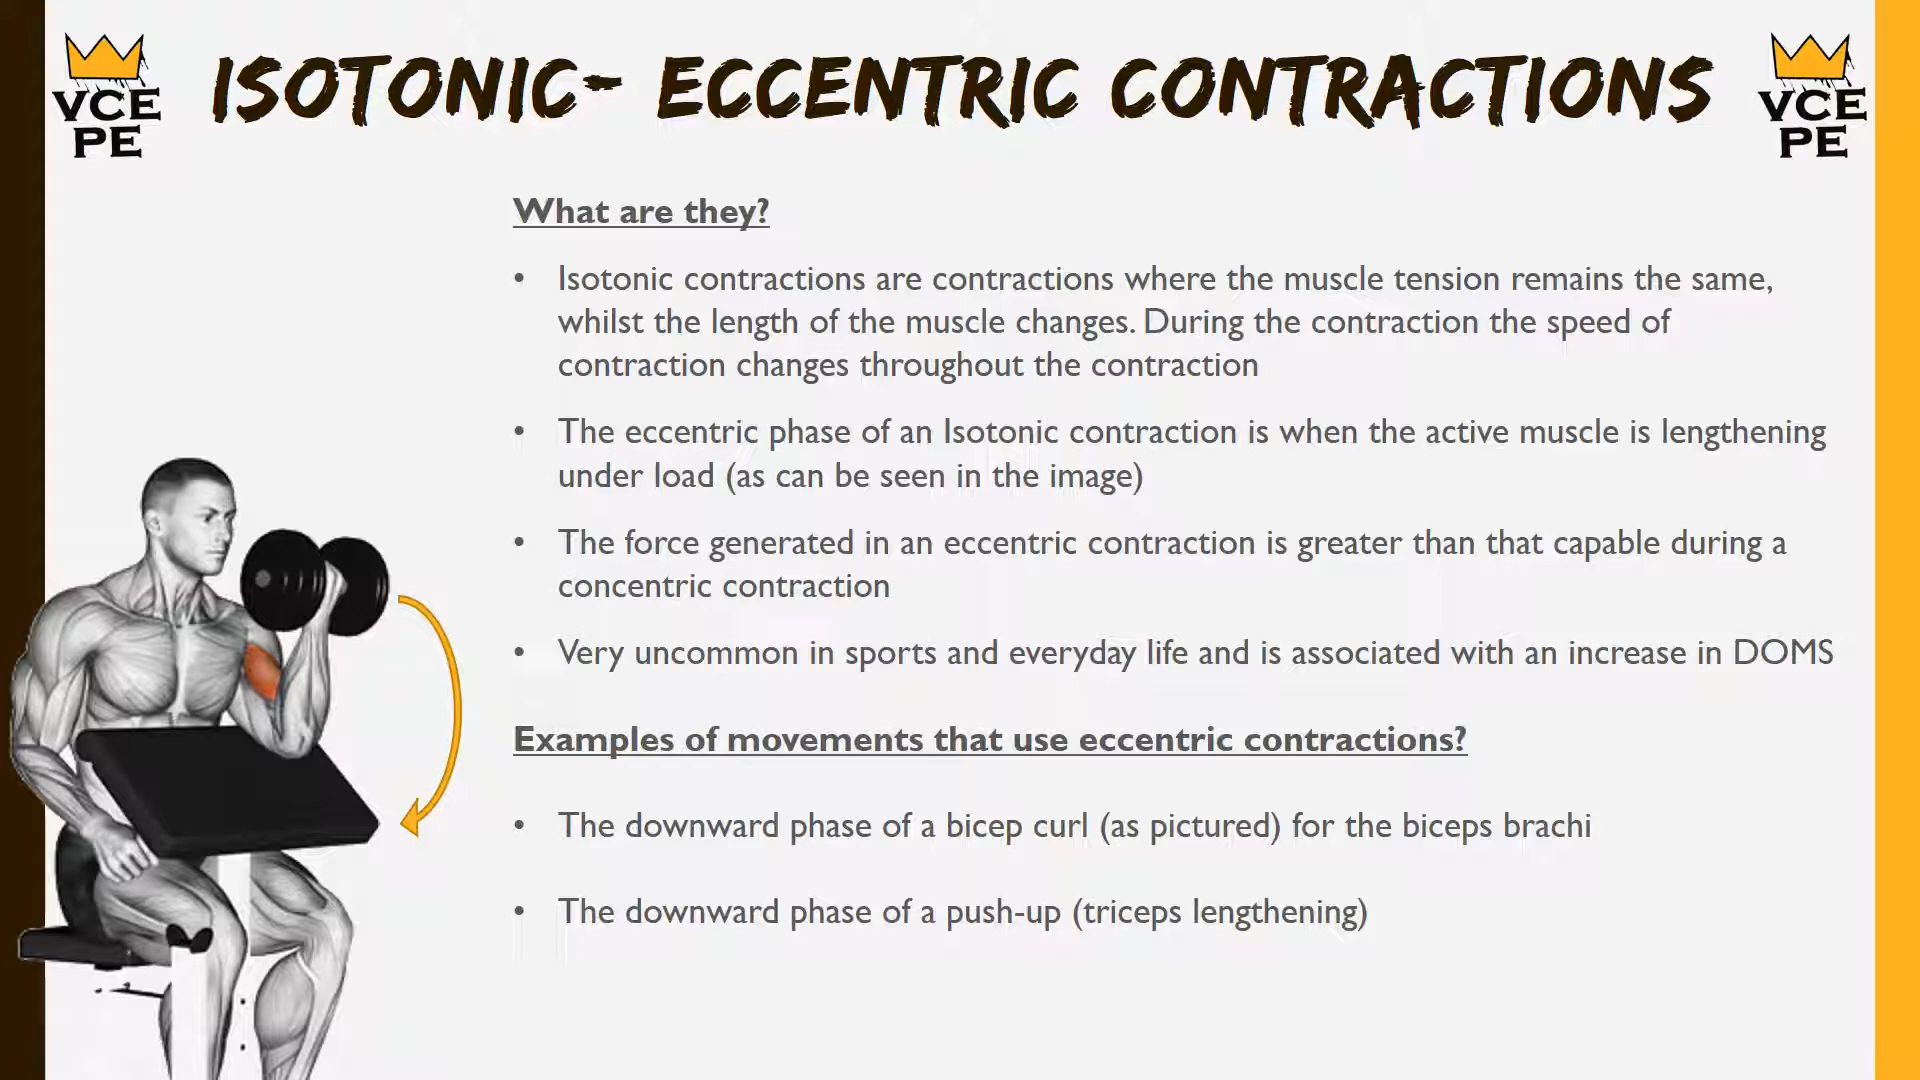 VCE
PE
ISOTONIC- ECCENTRIC CONTRACTIONS
VCE
PE
What are they?
• Isotonic contractions are contractions where the muscle tension remains the same,
whilst the length of the muscle changes. During the contraction the speed of
contraction changes throughout the contraction
• The eccentric phase of an Isotonic contraction is when the active muscle is lengthening
under load (as can be seen in the image)
• The force generated in an eccentric contraction is greater than that capable during a
concentric contraction
• Very uncommon in sports and everyday life and is associated with an increase in DOMS
Examples of movements that use eccentric contractions?
• The downward phase of a bicep curl (as pictured) for the biceps brachi
• The downward phase of a push-up (triceps lengthening)